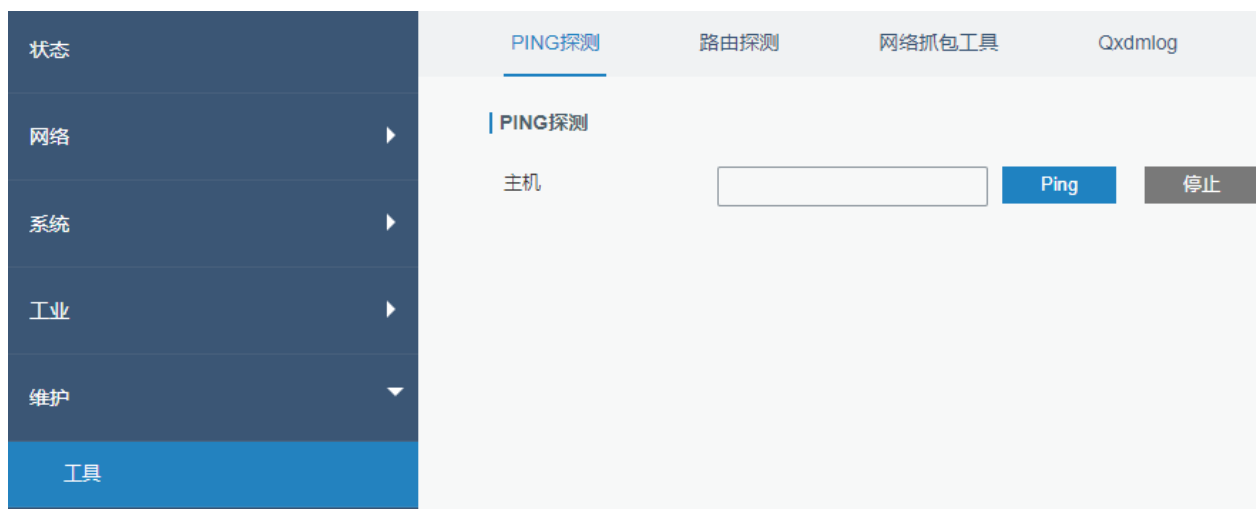 状态
网络
系统
工业
维护
工具
PING探测 路由探测 网络抓包工具 Qxdmlog
PING探测
主机 Ping 停止